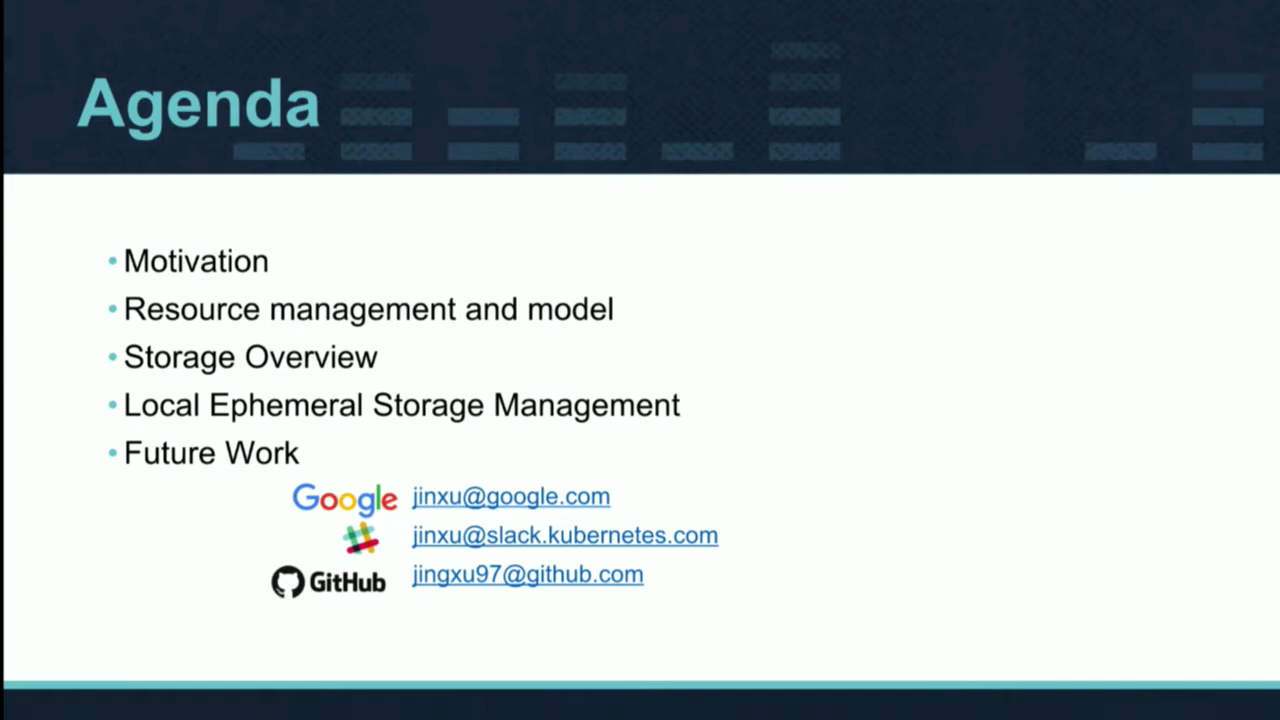 Agenda
• Motivation
• Resource management and model
• Storage Overview
• Local Ephemeral Storage Management
• Future Work
Google jinxu@google.com
jinxu@slack.kubernetes.com
GitHub jingxu97@github.com